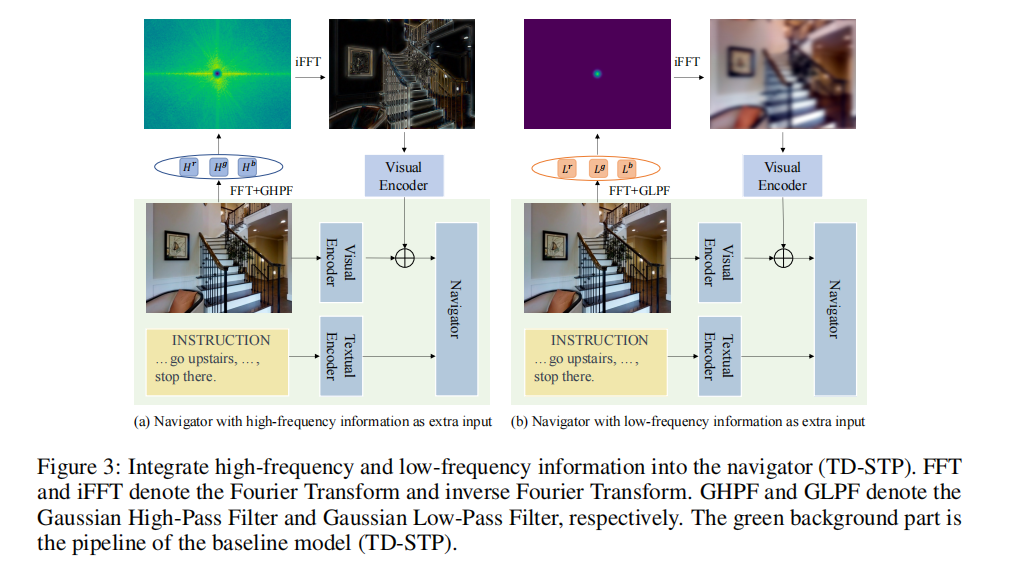 iFFT
H^r H^g H^b
FFT+GHPF
Visual
Encoder
Visual
Encoder
Textual
Encoder
Navigator
INSTRUCTION
… go upstairs, … ,
stop there.
(a) Navigator with high-frequency information as extra input
iFFT
L^r L^g L^b
FFT+GLPF
Visual
Encoder
Visual
Encoder
Textual
Encoder
Navigator
INSTRUCTION
… go upstairs, … ,
stop there.
(b) Navigator with low-frequency information as extra input
Figure 3: Integrate high-frequency and low-frequency information into the navigator (TD-STP). FFT
and iFFT denote the Fourier Transform and inverse Fourier Transform. GHPF and GLPF denote the
Gaussian High-Pass Filter and Gaussian Low-Pass Filter, respectively. The green background part is
the pipeline of the baseline model (TD-STP).